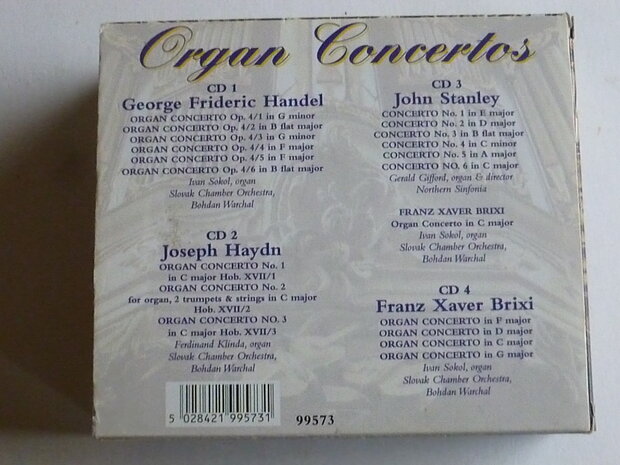 Organ Concertos
CD 1
George Frideric Handel
ORGAN CONCERTO Op. 4/1 in G minor
ORGAN CONCERTO Op. 4/2 in B flat major
ORGAN CONCERTO Op. 4/3 in G minor
ORGAN CONCERTO Op. 4/4 in F major
ORGAN CONCERTO Op. 4/5 in F major
ORGAN CONCERTO Op. 4/6 in B flat major
Ivan Sokol, organ
Slovak Chamber Orchestra,
Bohdan Warchal
CD 2
Joseph Haydn
ORGAN CONCERTO No. 1
in C major Hob. XVII/1
ORGAN CONCERTO No. 2
for organ, 2 trumpets & strings in C major
Hob. XVII/2
ORGAN CONCERTO NO. 3
in C major Hob. XVII/3
Ferdinand Klinda, organ
Slovak Chamber Orchestra,
Bohdan Warchal
5 028421 995731
99573
CD 3
John Stanley
CONCERTO No. 1 in E major
CONCERTO No. 2 in D major
CONCERTO No. 3 in B flat major
CONCERTO No. 4 in C minor
CONCERTO No. 5 in A major
CONCERTO NO. 6 in C major
Gerald Gifford, organ & director
Northern Sinfonia
FRANZ XAVER BRIXI
Organ Concerto in C major
Ivan Sokol, organ
Slovak Chamber Orchestra,
Bohdan Warchal
CD 4
Franz Xaver Brixi
ORGAN CONCERTO in F major
ORGAN CONCERTO in D major
ORGAN CONCERTO in C major
ORGAN CONCERTO in G major
Ivan Sokol, organ
Slovak Chamber Orchestra,
Bohdan Warchal